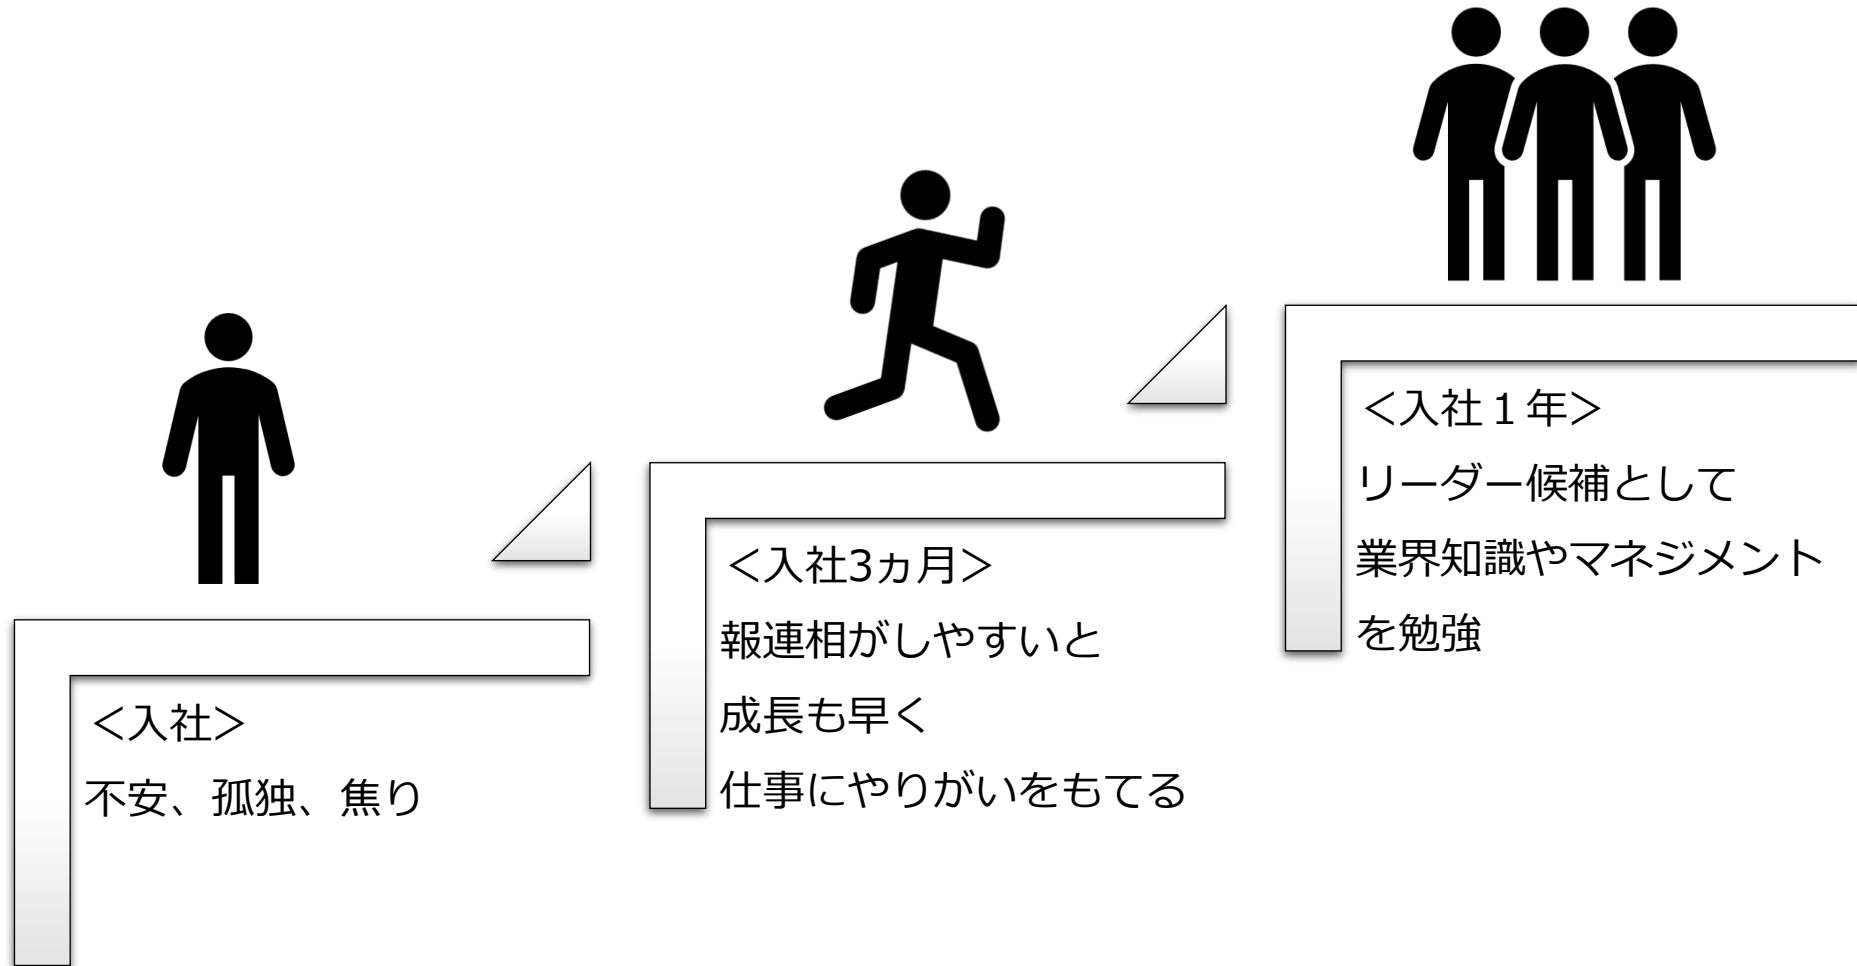 ＜入社＞
不安、孤独、焦り
＜入社3ヵ月＞
報連相がしやすいと
成長も早く
仕事にやりがいをもてる
＜入社１年＞
リーダー候補として
業界知識やマネジメント
を勉強